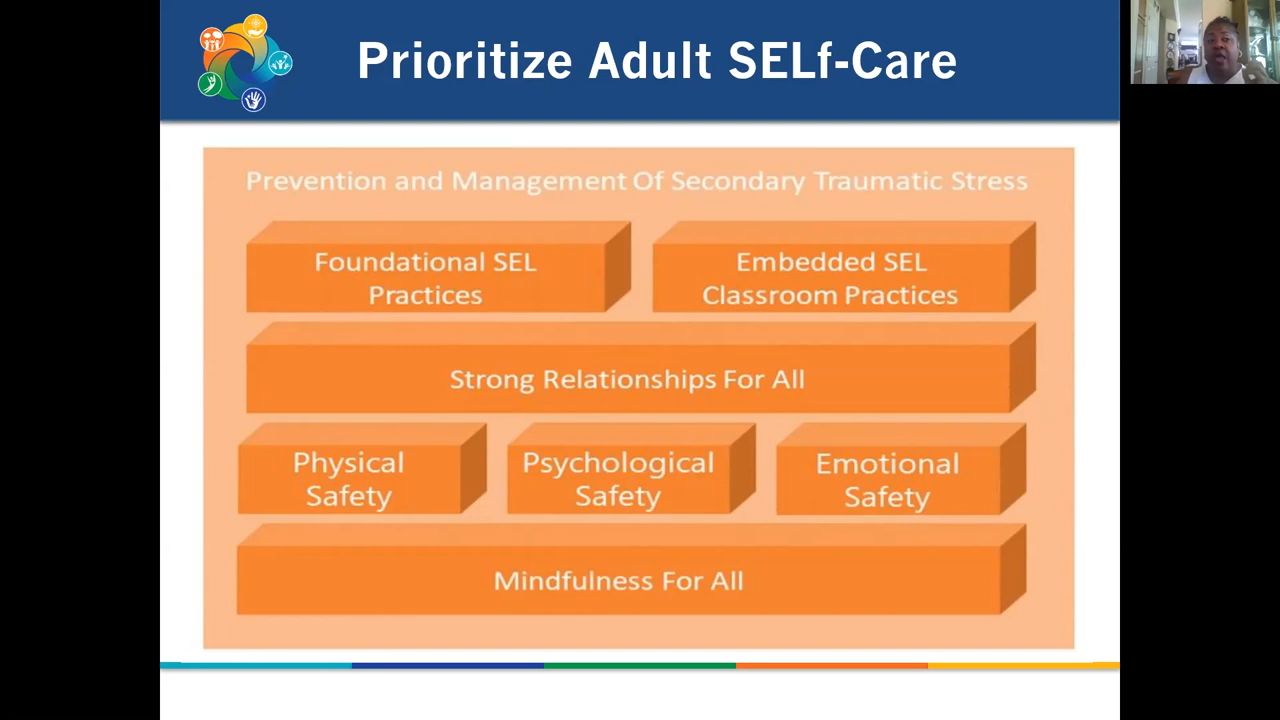 Prioritize Adult SELf-Care
Prevention and Management Of Secondary Traumatic Stress
Foundational SEL
Practices
Embedded SEL
Classroom Practices
Strong Relationships For All
Physical
Safety
Psychological
Safety
Emotional
Safety
Mindfulness For All